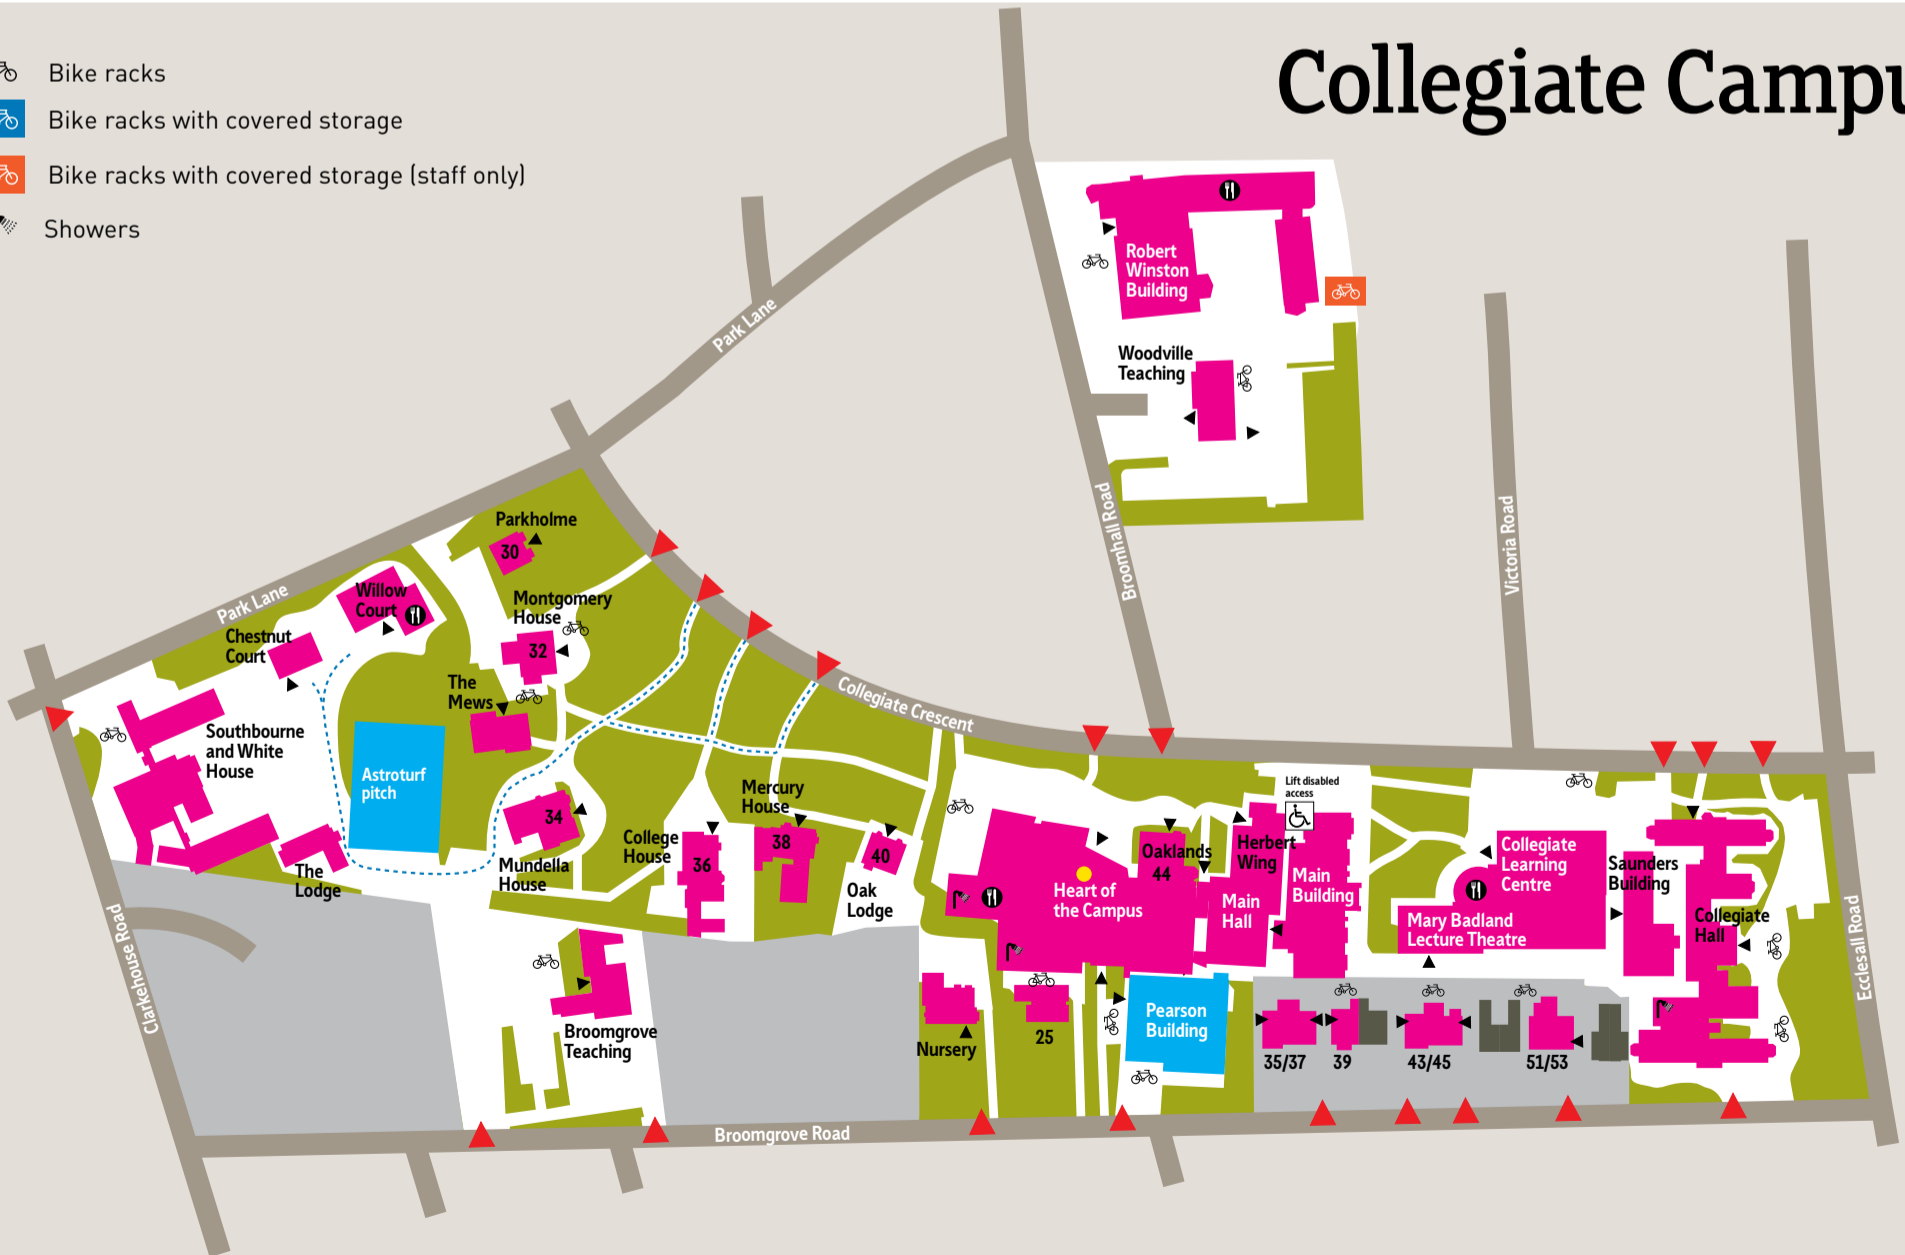 Collegiate Campu
Bike racks
Bike racks with covered storage
Bike racks with covered storage (staff only)
Showers
Park Lane
Robert
Winston
Building
Woodville
Teaching
Broomhall Road
Victoria Road
Parkholme
30
Park Lane
Willow
Court
Chestnut
Court
Montgomery
House
32
The
Mews
Southbourne
and White
House
Astroturf
pitch
Collegiate Crescent
34
Mundella
House
The
Lodge
College
House
36
Mercury
House
38
40
Oak
Lodge
Heart of
the Campus
Oaklands
44
Herbert
Wing
Lift disabled
access
Main
Hall
Main
Building
Collegiate
Learning
Centre
Mary Badland
Lecture Theatre
Saunders
Building
Collegiate
Hall
Ecclesall Road
Clarkehouse Road
Broomgrove
Teaching
Nursery
25
Pearson
Building
35/37
39
43/45
51/53
Broomgrove Road